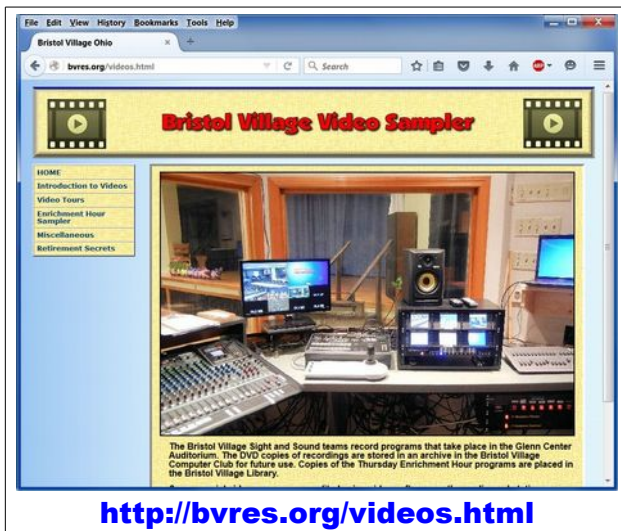 File Edit View History Bookmarks Tools Help
Bristol Village Ohio
bvres.org/videos.html
Search
ABP
Bristol Village Video Sampler
HOME
Introduction to Videos
Video Tours
Enrichment Hour
Sampler
Miscellaneous
Retirement Secrets
The Bristol Village Sight and Sound teams record programs that take place in the Glenn Center
Auditorium. The DVD copies of recordings are stored in an archive in the Bristol Village
Computer Club for future use. Copies of the Thursday Enrichment Hour programs are placed in
the Bristol Village Library.
http://bvres.org/videos.html